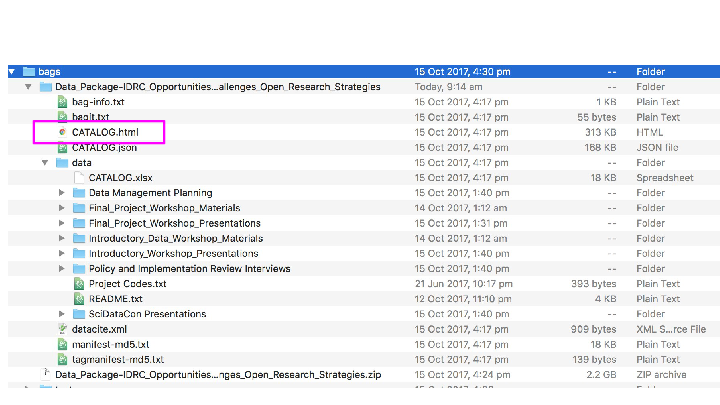 bags 15 Oct 2017, 4:30 pm -- Folder
Data_Package-IDRC_Opportunities...allenges_Open_Research_Strategies Today, 9:14 am -- Folder
bag-info.txt 15 Oct 2017, 4:17 pm 1 KB Plain Text
bagit.txt 15 Oct 2017, 4:17 pm 55 bytes Plain Text
CATALOG.html 15 Oct 2017, 4:17 pm 313 KB HTML
CATALOG.json 15 Oct 2017, 4:17 pm 168 KB JSON file
data 15 Oct 2017, 4:17 pm -- Folder
CATALOG.xlsx 15 Oct 2017, 4:17 pm 18 KB Spreadsheet
Data Management Planning 15 Oct 2017, 1:40 pm -- Folder
Final_Project_Workshop_Materials 14 Oct 2017, 1:12 am -- Folder
Final_Project_Workshop_Presentations 15 Oct 2017, 1:31 pm -- Folder
Introductory_Data_Workshop_Materials 14 Oct 2017, 1:12 am -- Folder
Introductory_Workshop_Presentations 15 Oct 2017, 1:40 pm -- Folder
Policy and Implementation Review Interviews 15 Oct 2017, 1:40 pm -- Folder
Project Codes.txt 21 Jun 2017, 10:17 pm 393 bytes Plain Text
README.txt 12 Oct 2017, 11:10 pm 4 KB Plain Text
SciDataCon Presentations 15 Oct 2017, 1:40 pm -- Folder
datacite.xml 15 Oct 2017, 4:17 pm 909 bytes XML S...rce File
manifest-md5.txt 15 Oct 2017, 4:17 pm 18 KB Plain Text
tagmanifest-md5.txt 15 Oct 2017, 4:17 pm 139 bytes Plain Text
Data_Package-IDRC_Opportunities...nges_Open_Research_Strategies.zip 15 Oct 2017, 4:24 pm 2.2 GB ZIP archive